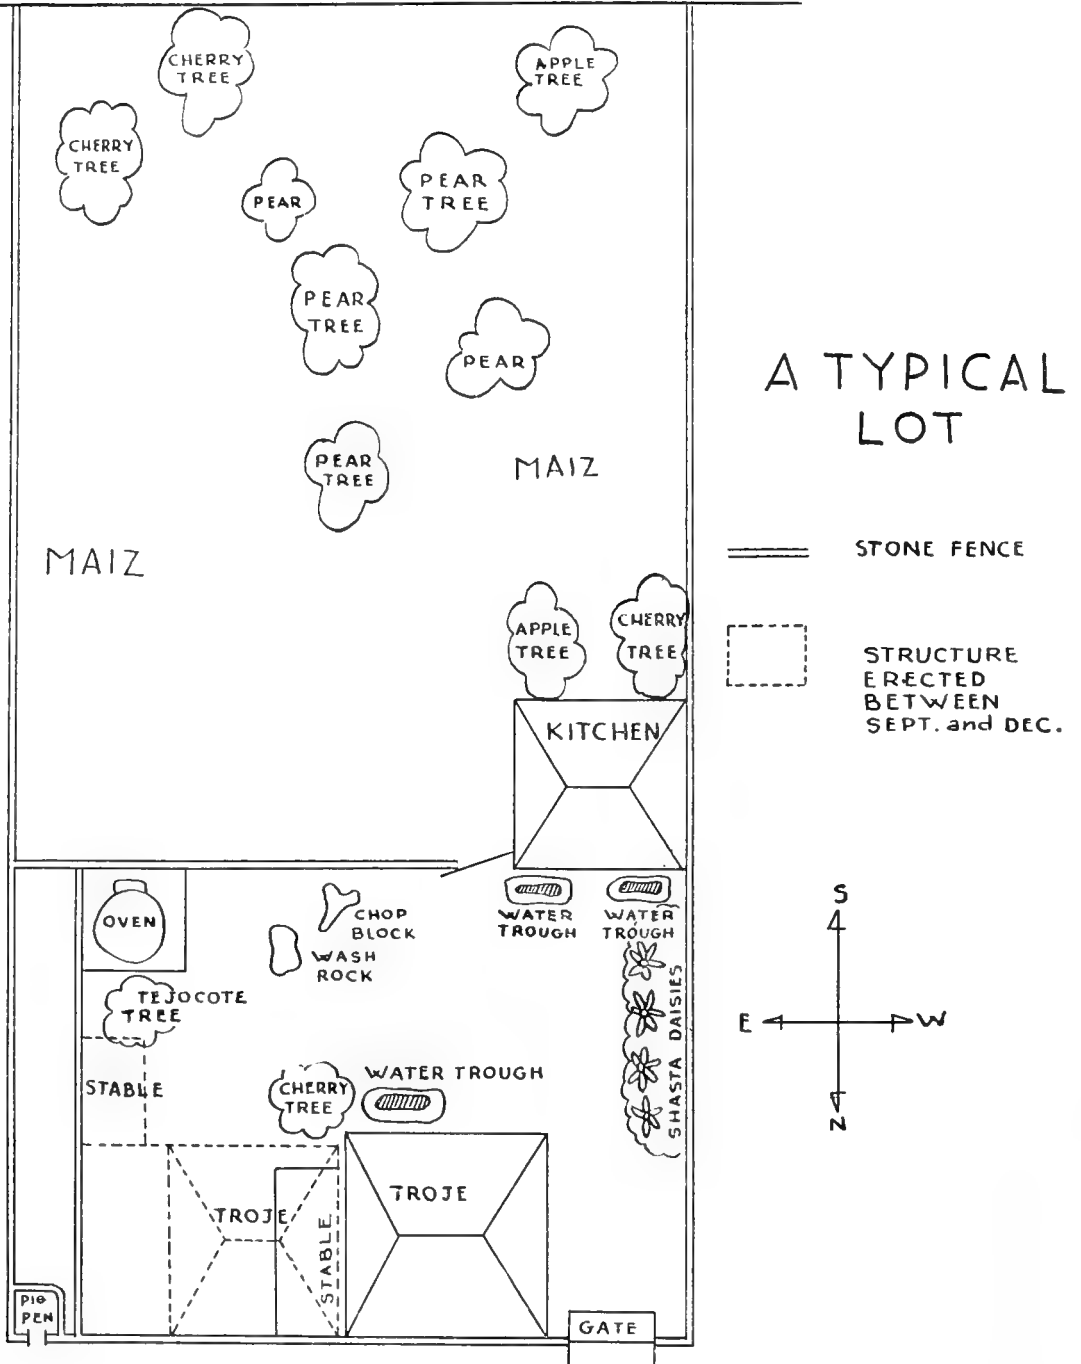 CHERRY
TREE
APPLE
TREE
CHERRY
TREE
PEAR
PEAR
TREE
PEAR
TREE
PEAR
A TYPICAL
LOT
PEAR
TREE
MAIZ
MAIZ
STONE FENCE
APPLE
TREE
CHERRY
TREE
STRUCTURE
ERECTED
BETWEEN
SEPT. and DEC.
KITCHEN
OVEN
CHOP
BLOCK
WASH
ROCK
WATER
TROUGH
WATER
TROUGH
TEJOCOTE
TREE
SHASTA DAISIES
S
E
W
N
STABLE
CHERRY
TREE
WATER TROUGH
TROJE
STABLE
TROJE
PIG
PEN
GATE